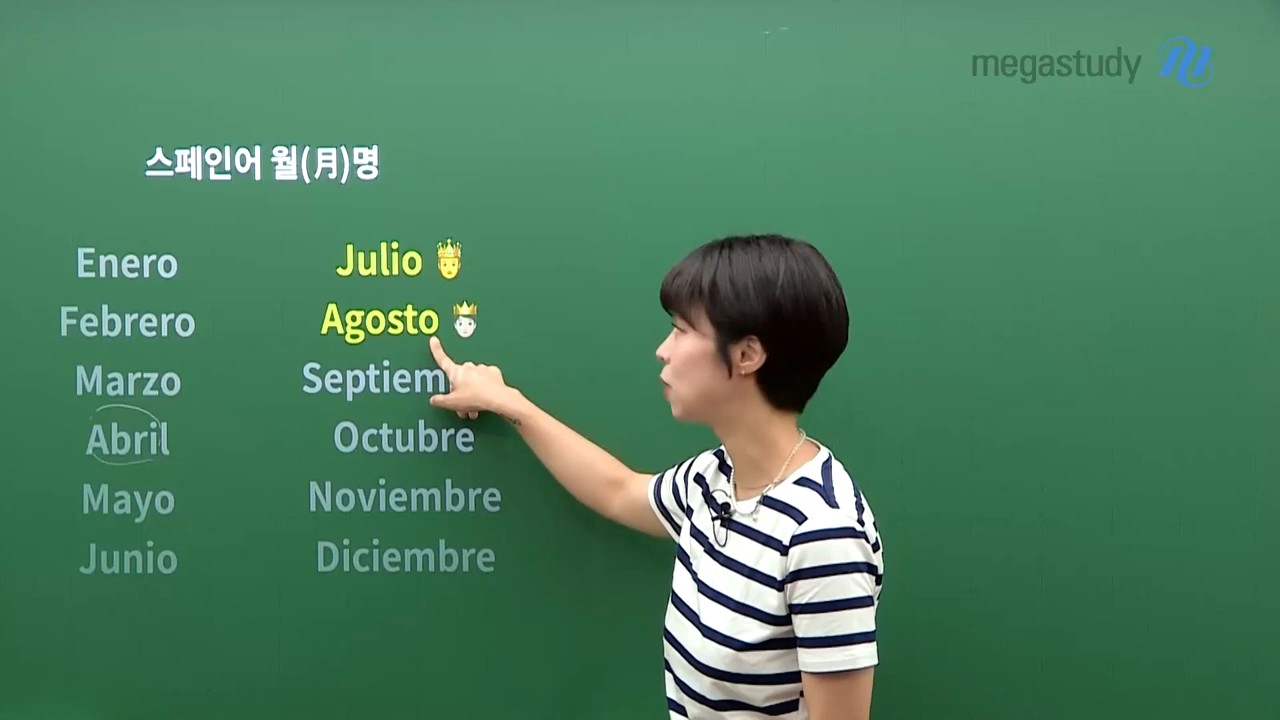 megastudy
스페인어 월(月)명
Enero
Febrero
Marzo
Abril
Mayo
Junio
Julio
Agosto
Septiem
Octubre
Noviembre
Diciembre